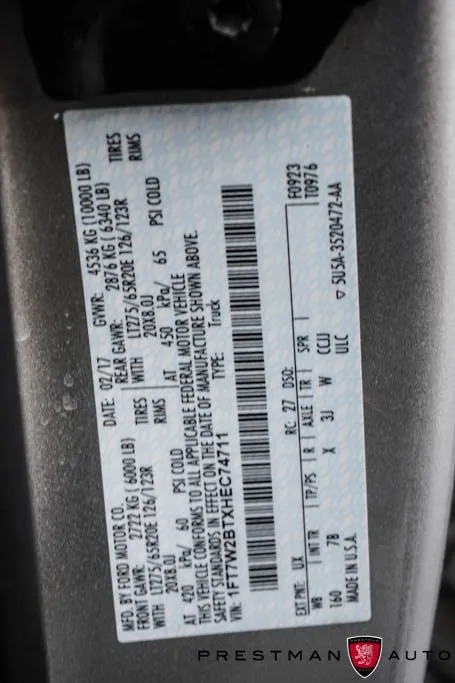 MFD. BY FORD MOTOR CO.
DATE: 02/17 GVWR: 4536 KG (10000 LB)
FRONT GAWR: 2722 KG ( 6000 LB) REAR GAWR: 2876 KG ( 6340 LB)
WITH LT275/65R20E 126/123R TIRES WITH LT275/65R20E 126/123R TIRES
20X8.0J RIMS 20X8.0J RIMS
AT 420 kPa/ 60 PSI COLD AT 450 kPa/ 65 PSI COLD
THIS VEHICLE CONFORMS TO ALL APPLICABLE FEDERAL MOTOR VEHICLE
SAFETY STANDARDS IN EFFECT ON THE DATE OF MANUFACTURE SHOWN ABOVE.
VIN: 1FT7W2BTXHEC74711 TYPE: Truck
F0923
T0976
EXT PNT: UX RC: 27 DSO:
WB INT TR TP/PS R AXLE TR SPR
160 7B X 3J W CCU
ULC
MADE IN U.S.A. ▽ 5U5A-3520472-AA
PRESTMAN AUTO